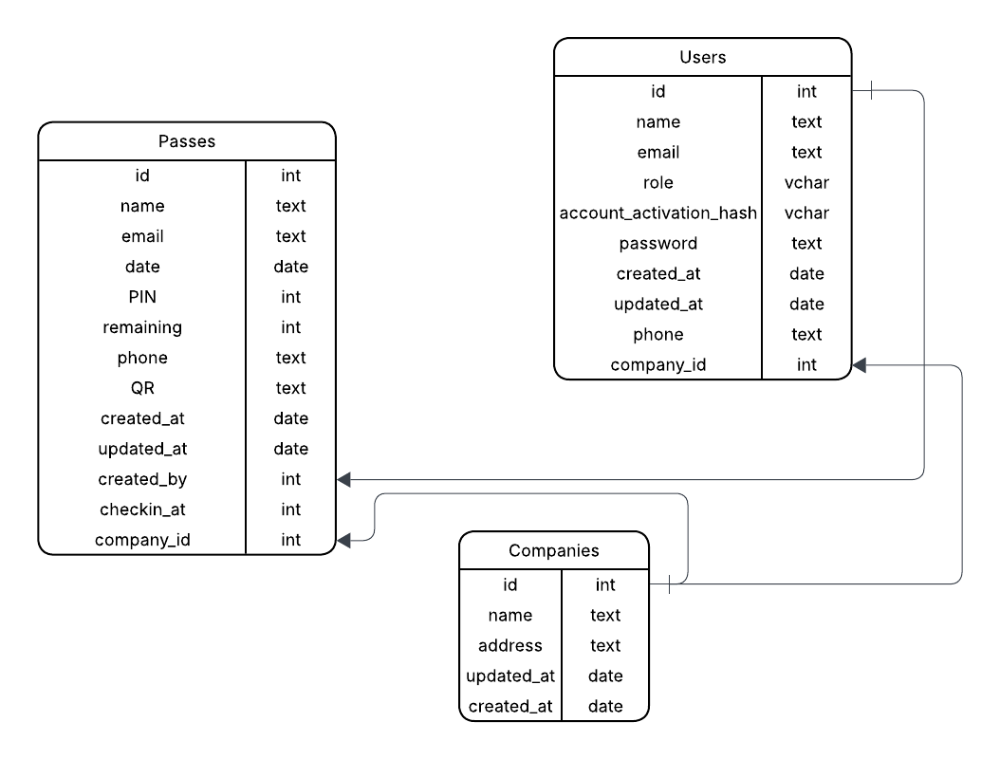 Users
id int
name text
email text
role vchar
account_activation_hash vchar
password text
created_at date
updated_at date
phone text
company_id int
Passes
id int
name text
email text
date date
PIN int
remaining int
phone text
QR text
created_at date
updated_at date
created_by int
checkin_at int
company_id int
Companies
id int
name text
address text
updated_at date
created_at date